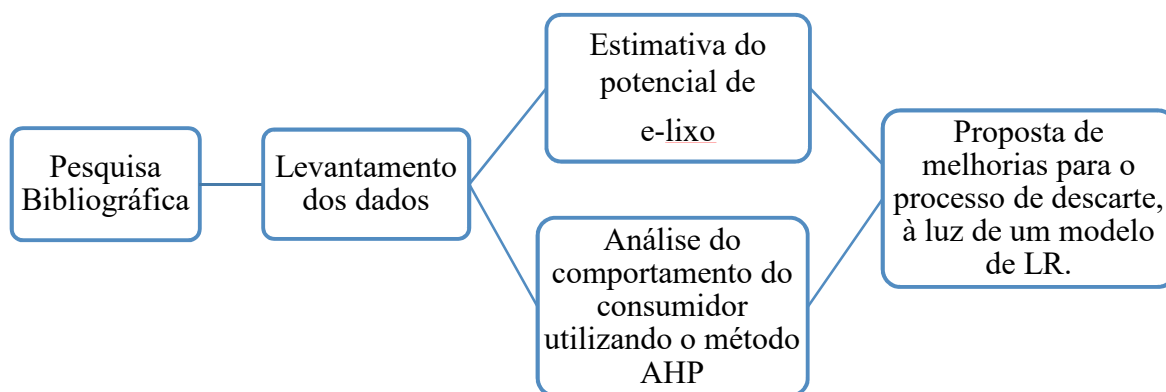 Pesquisa
Bibliográfica
Levantamento
dos dados
Estimativa do
potencial de
e-lixo
Análise do
comportamento do
consumidor
utilizando o método
AHP
Proposta de
melhorias para o
processo de descarte,
à luz de um modelo
de LR.